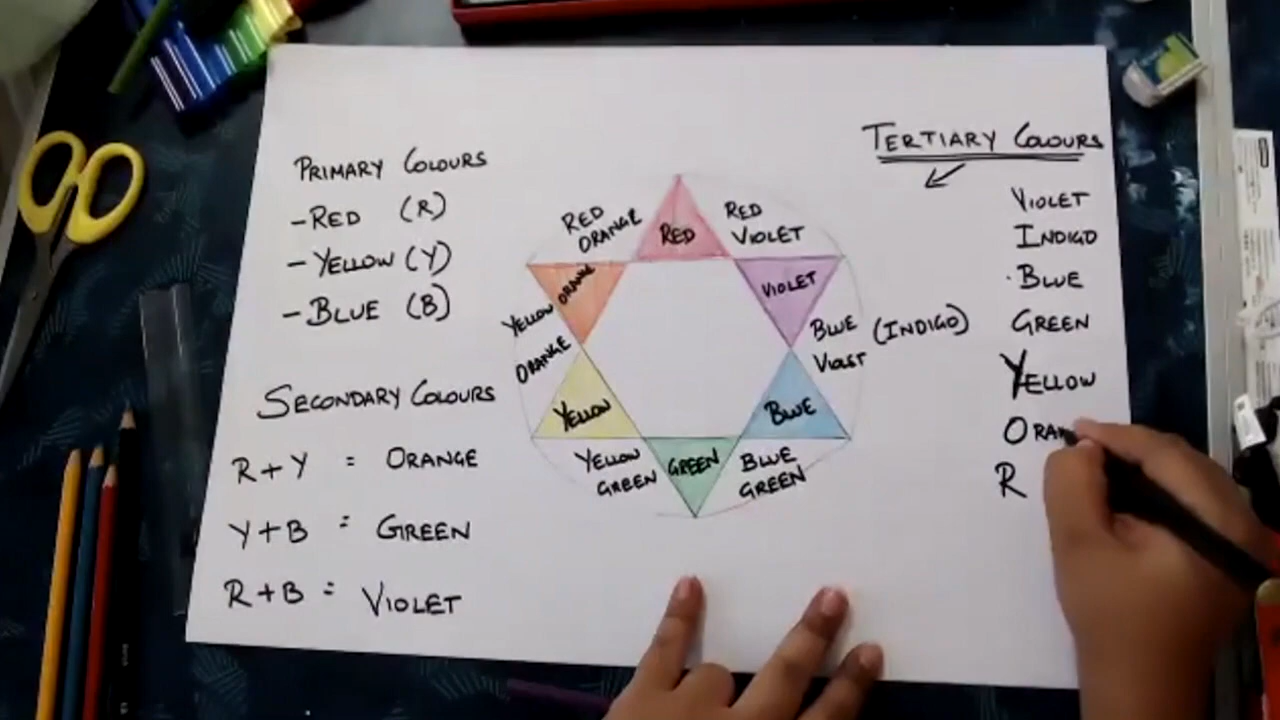 PRIMARY COLOURS
- RED (R)
- YELLOW (Y)
- BLUE (B)
SECONDARY COLOURS
R + Y = ORANGE
Y + B = GREEN
R + B = VIOLET
RED
ORANGE
RED
RED
VIOLET
ORANGE
VIOLET
YELLOW
ORANGE
BLUE (INDIGO)
VIOLET
YELLOW
BLUE
YELLOW
GREEN
GREEN
BLUE
GREEN
TERTIARY COLOURS
VIOLET
INDIGO
BLUE
GREEN
YELLOW
ORAN
R